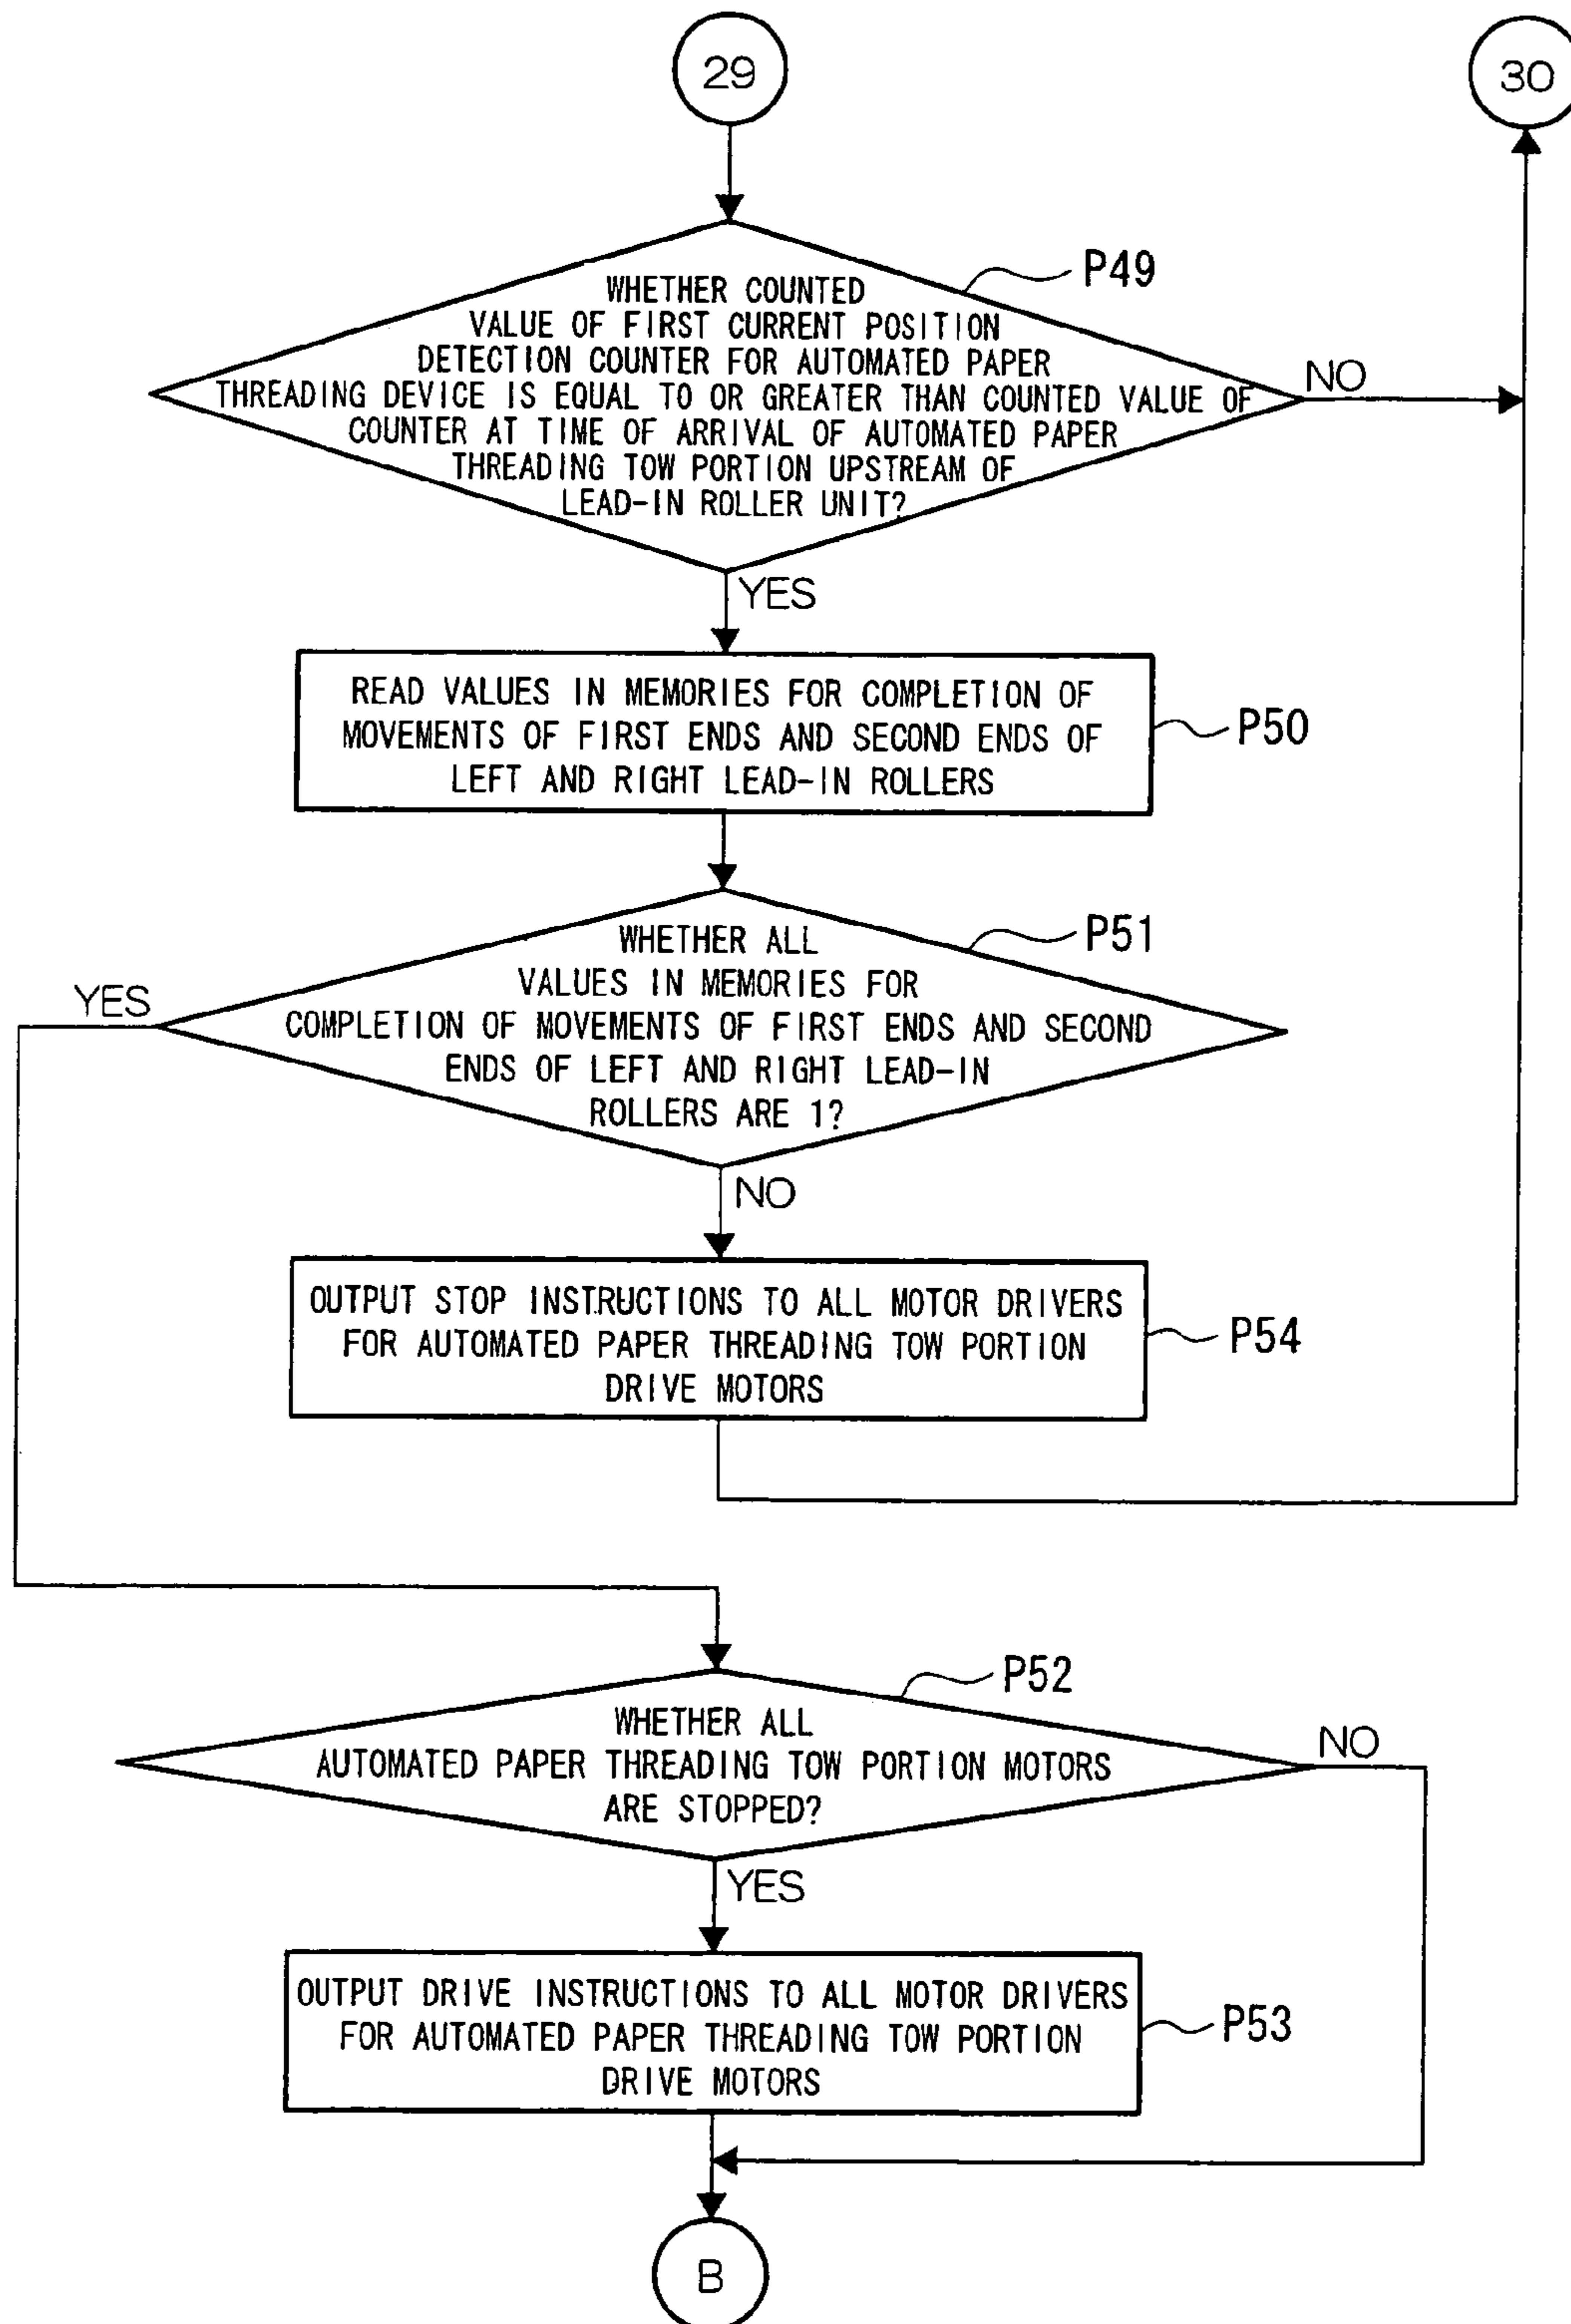 29
30
P49
WHETHER COUNTED
VALUE OF FIRST CURRENT POSITION
DETECTION COUNTER FOR AUTOMATED PAPER
THREADING DEVICE IS EQUAL TO OR GREATER THAN COUNTED VALUE OF
COUNTER AT TIME OF ARRIVAL OF AUTOMATED PAPER
THREADING TOW PORTION UPSTREAM OF
LEAD-IN ROLLER UNIT?
NO
YES
READ VALUES IN MEMORIES FOR COMPLETION OF
MOVEMENTS OF FIRST ENDS AND SECOND ENDS OF
LEFT AND RIGHT LEAD-IN ROLLERS
P50
P51
WHETHER ALL
VALUES IN MEMORIES FOR
COMPLETION OF MOVEMENTS OF FIRST ENDS AND SECOND
ENDS OF LEFT AND RIGHT LEAD-IN
ROLLERS ARE 1?
YES
NO
OUTPUT STOP INSTRUCTIONS TO ALL MOTOR DRIVERS
FOR AUTOMATED PAPER THREADING TOW PORTION
DRIVE MOTORS
P54
P52
WHETHER ALL
AUTOMATED PAPER THREADING TOW PORTION MOTORS
ARE STOPPED?
NO
YES
OUTPUT DRIVE INSTRUCTIONS TO ALL MOTOR DRIVERS
FOR AUTOMATED PAPER THREADING TOW PORTION
DRIVE MOTORS
P53
B